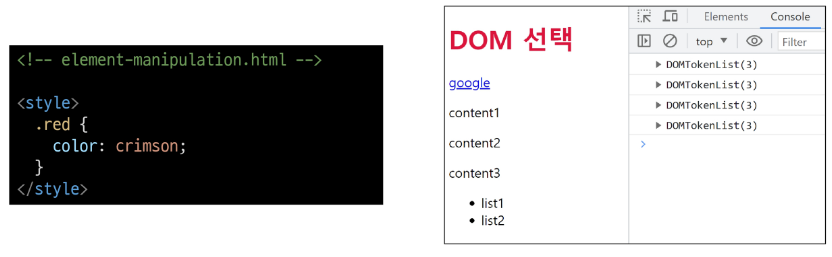 <!-- element-manipulation.html -->
<style>
.red {
color: crimson;
}
</style>
DOM 선택
google
content1
content2
content3
list1
list2
Elements
Console
top
Filter
DOMTokenList(3)
DOMTokenList(3)
DOMTokenList(3)
DOMTokenList(3)